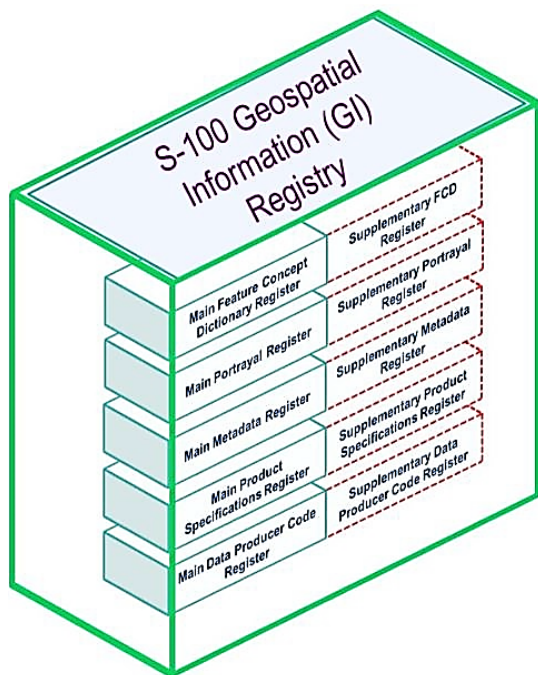 S-100 Geospatial
Information (GI)
Registry
Main Feature Concept
Dictionary Register
Supplementary FCD
Register
Main Portrayal Register
Supplementary Portrayal
Register
Main Metadata Register
Supplementary Metadata
Register
Main Product
Specifications Register
Supplementary Product
Specifications Register
Main Data Producer Code
Register
Supplementary Data
Producer Code Register